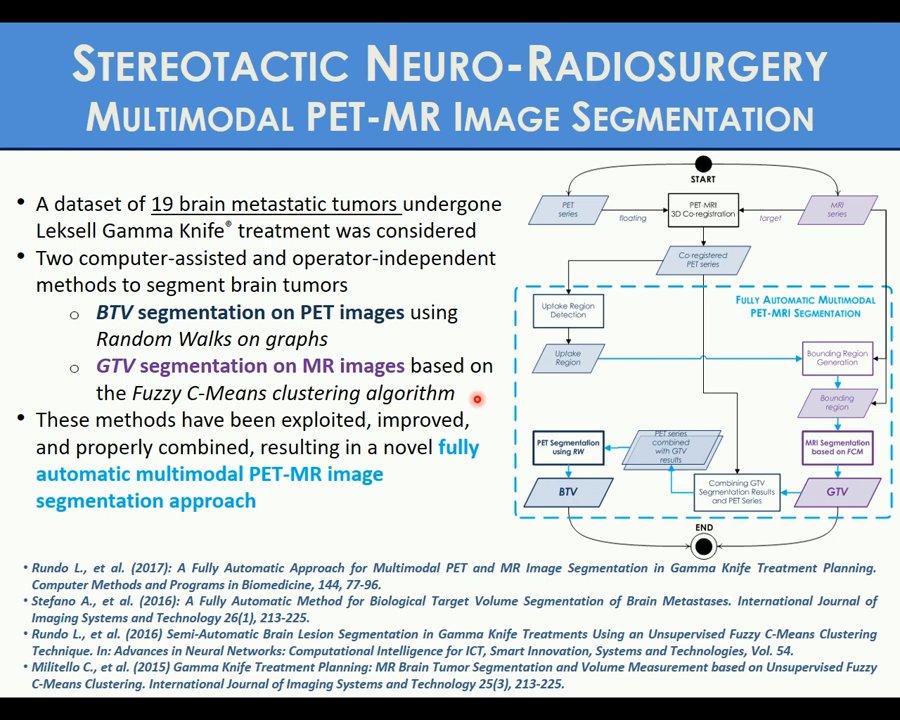 STEREOTACTIC NEURO-RADIOSURGERY
MULTIMODAL PET-MR IMAGE SEGMENTATION
• A dataset of 19 brain metastatic tumors undergone
Leksell Gamma Knife® treatment was considered
• Two computer-assisted and operator-independent
methods to segment brain tumors
o BTV segmentation on PET images using
Random Walks on graphs
o GTV segmentation on MR images based on
the Fuzzy C-Means clustering algorithm
• These methods have been exploited, improved,
and properly combined, resulting in a novel fully
automatic multimodal PET-MR image
segmentation approach
START
PET
series
floating
PET-MRI
3D Co-registration
target
MRI
series
Co-registered
PET series
FULLY AUTOMATIC MULTIMODAL
PET-MRI SEGMENTATION
Uptake Region
Detection
Uptake
Region
Bounding Region
Generation
Bounding
region
PET Segmentation
using RW
PET series
combined
with GTV
results
MRI Segmentation
based on FCM
BTV
Combining GTV
Segmentation Results
and PET Series
GTV
END
• Rundo L., et al. (2017): A Fully Automatic Approach for Multimodal PET and MR Image Segmentation in Gamma Knife Treatment Planning.
Computer Methods and Programs in Biomedicine, 144, 77-96.
• Stefano A., et al. (2016): A Fully Automatic Method for Biological Target Volume Segmentation of Brain Metastases. International Journal of
Imaging Systems and Technology 26(1), 213-225.
• Rundo L., et al. (2016) Semi-Automatic Brain Lesion Segmentation in Gamma Knife Treatments Using an Unsupervised Fuzzy C-Means Clustering
Technique. In: Advances in Neural Networks: Computational Intelligence for ICT, Smart Innovation, Systems and Technologies, Vol. 54.
• Militello C., et al. (2015) Gamma Knife Treatment Planning: MR Brain Tumor Segmentation and Volume Measurement based on Unsupervised Fuzzy
C-Means Clustering. International Journal of Imaging Systems and Technology 25(3), 213-225.